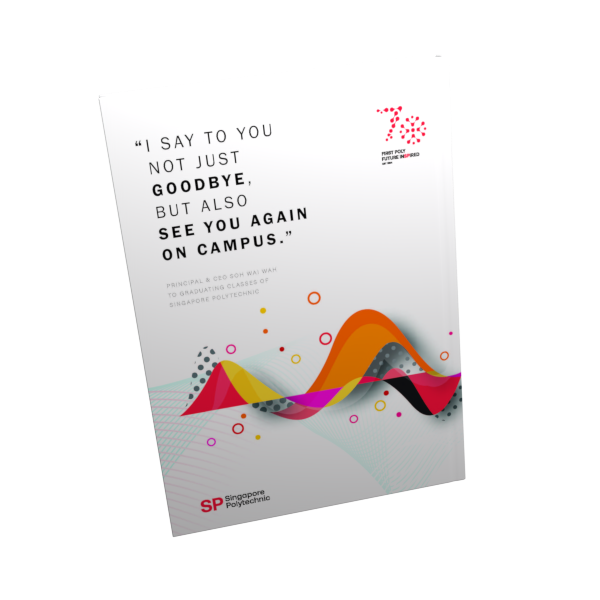 “I SAY TO YOU
NOT JUST
GOODBYE,
BUT ALSO
SEE YOU AGAIN
ON CAMPUS.”
PRINCIPAL & CEO SOH WAI WAH
TO GRADUATING CLASSES OF
SINGAPORE POLYTECHNIC
70
FIRST POLY
FUTURE INSPIRED
SP Singapore
Polytechnic